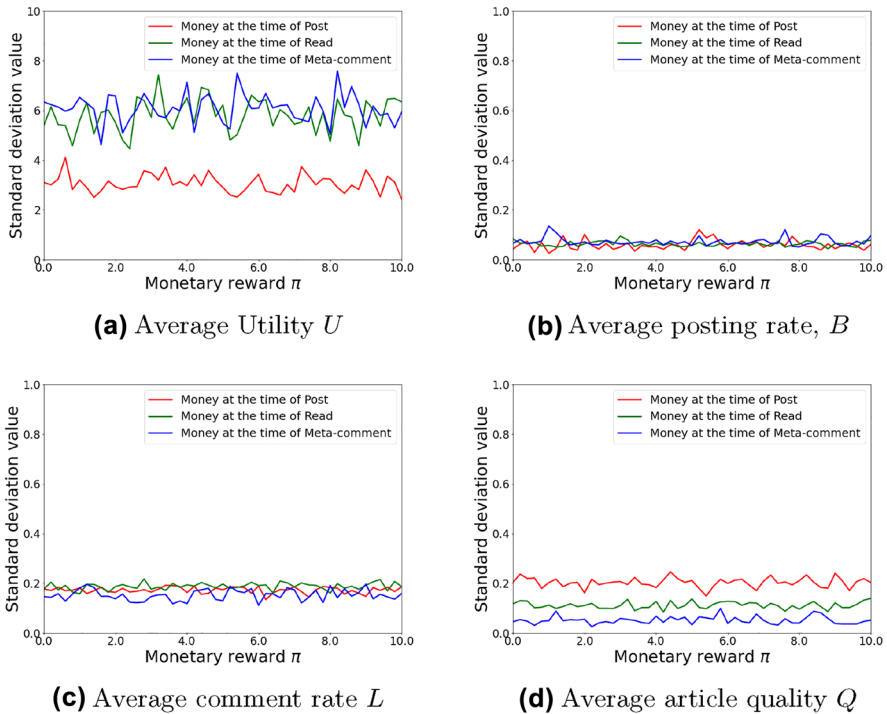 Standard deviation value
10
8
6
4
2
0
Money at the time of Post
Money at the time of Read
Money at the time of Meta-comment
0.0 2.0 4.0 6.0 8.0 10.0
Monetary reward π
(a) Average Utility U
Standard deviation value
1.0
0.8
0.6
0.4
0.2
0.0
Money at the time of Post
Money at the time of Read
Money at the time of Meta-comment
0.0 2.0 4.0 6.0 8.0 10.0
Monetary reward π
(b) Average posting rate, B
Standard deviation value
1.0
0.8
0.6
0.4
0.2
0.0
Money at the time of Post
Money at the time of Read
Money at the time of Meta-comment
0.0 2.0 4.0 6.0 8.0 10.0
Monetary reward π
(c) Average comment rate L
Standard deviation value
1.0
0.8
0.6
0.4
0.2
0.0
Money at the time of Post
Money at the time of Read
Money at the time of Meta-comment
0.0 2.0 4.0 6.0 8.0 10.0
Monetary reward π
(d) Average article quality Q